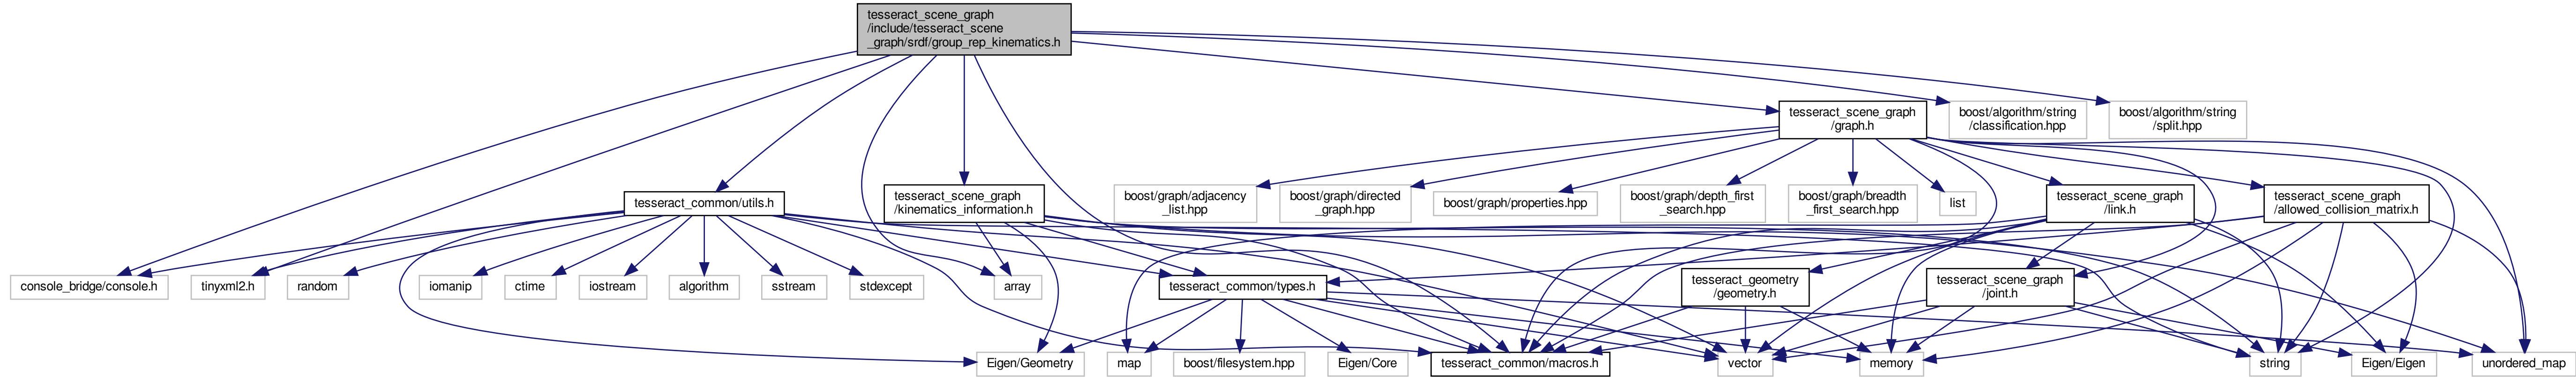 tesseract_scene_graph
/include/tesseract_scene
_graph/srdf/group_rep_kinematics.h
tesseract_scene_graph
/graph.h
boost/algorithm/string
/classification.hpp
boost/algorithm/string
/split.hpp
tesseract_common/utils.h
tesseract_scene_graph
/kinematics_information.h
boost/graph/adjacency
_list.hpp
boost/graph/directed
_graph.hpp
boost/graph/properties.hpp
boost/graph/depth_first
_search.hpp
boost/graph/breadth
_first_search.hpp
list
tesseract_scene_graph
/link.h
tesseract_scene_graph
/allowed_collision_matrix.h
console_bridge/console.h
tinyxml2.h
random
iomanip
ctime
iostream
algorithm
sstream
stdexcept
array
tesseract_common/types.h
tesseract_geometry
/geometry.h
tesseract_scene_graph
/joint.h
Eigen/Geometry
map
boost/filesystem.hpp
Eigen/Core
tesseract_common/macros.h
vector
memory
string
Eigen/Eigen
unordered_map